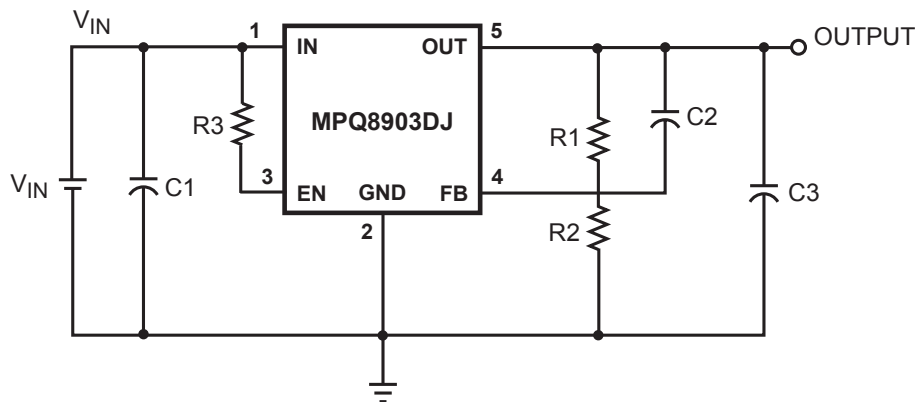 VIN
1
IN
OUT
5
OUTPUT
R3
MPQ8903DJ
R1
C2
VIN
C1
3
EN
GND
FB
4
C3
2
R2